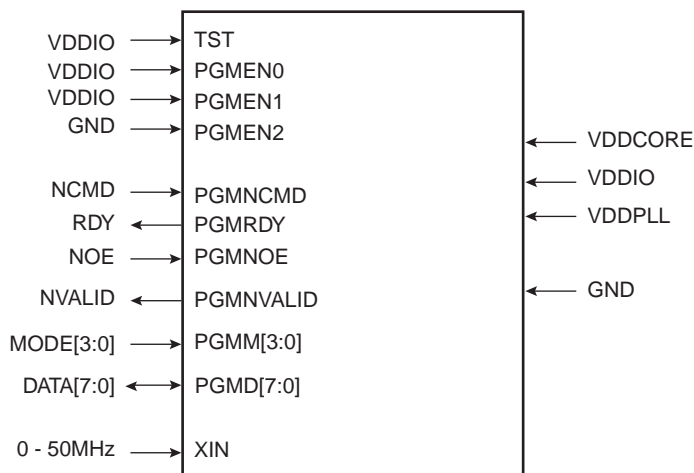 VDDIO TST
VDDIO PGMEN0
VDDIO PGMEN1
GND PGMEN2
VDDCORE
NCMD PGMNCMD
VDDIO
RDY PGMRDY
VDDPLL
NOE PGMNOE
NVALID PGMNVALID
GND
MODE[3:0] PGMM[3:0]
DATA[7:0] PGMD[7:0]
0 - 50MHz XIN